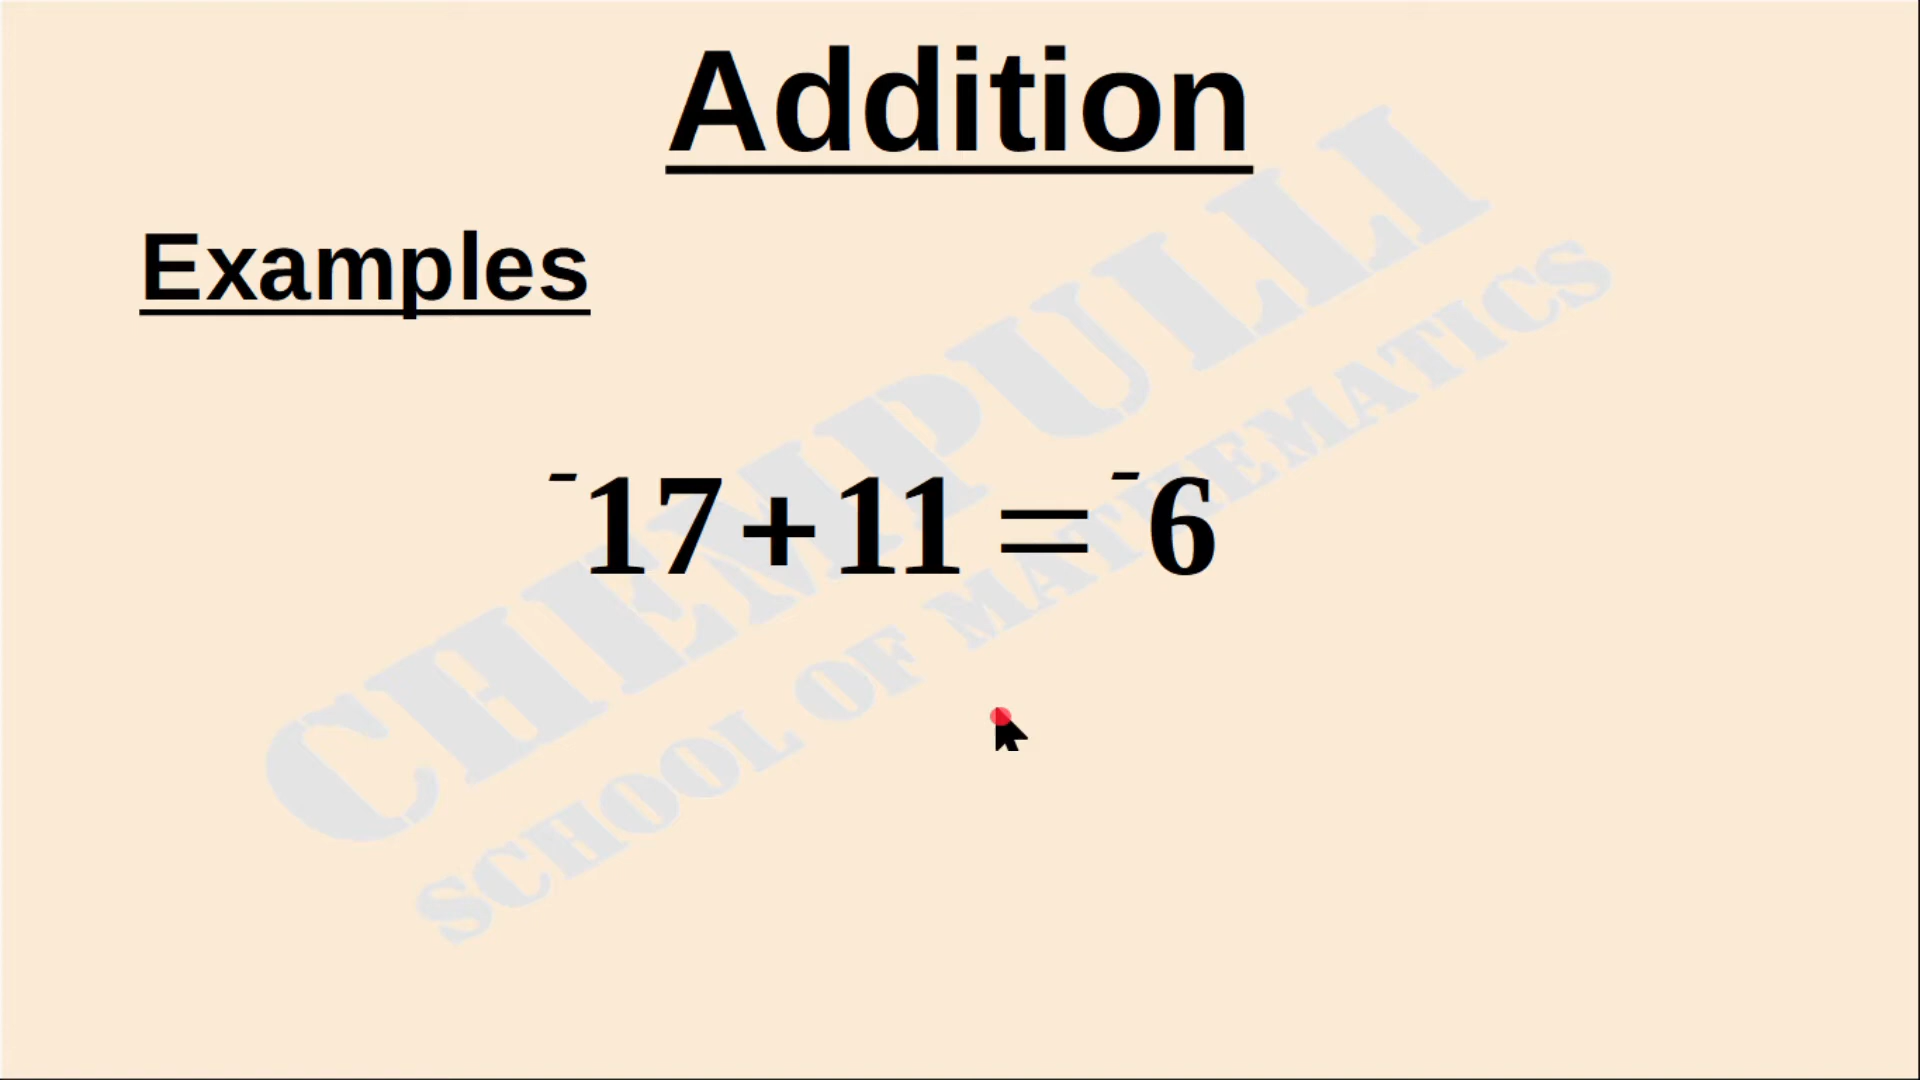 Addition
Examples
⁻17+11=⁻6
CHEMPULLI
SCHOOL OF MATHEMATICS